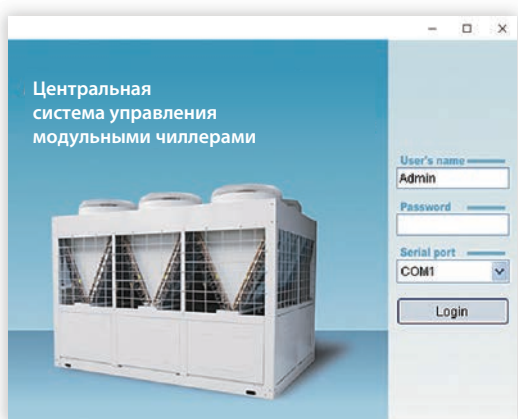 Центральная
система управления
модульными чиллерами
User's name
Admin
Password
Serial port
COM1
Login